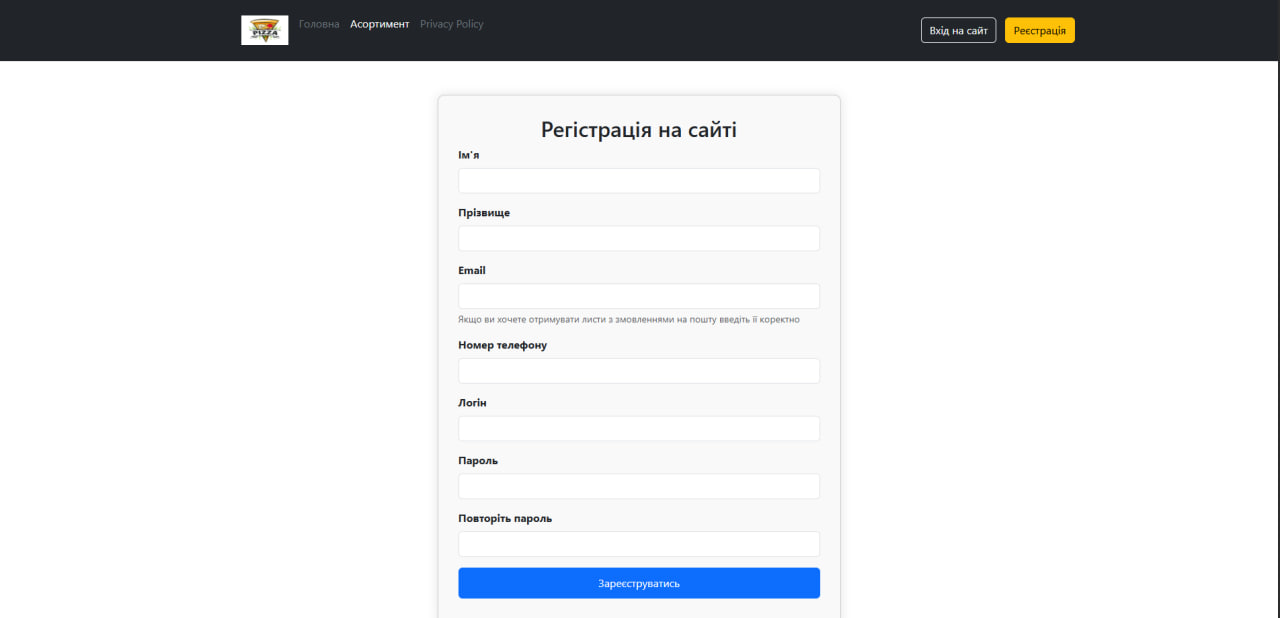 PIZZA
Головна Асортимент Privacy Policy
Вхід на сайт Реєстрація
Регістрація на сайті
Ім'я
Прізвище
Email
Якщо ви хочете отримувати листи з змовленнями на пошту введіть її коректно
Номер телефону
Логін
Пароль
Повторіть пароль
Зареєструватись